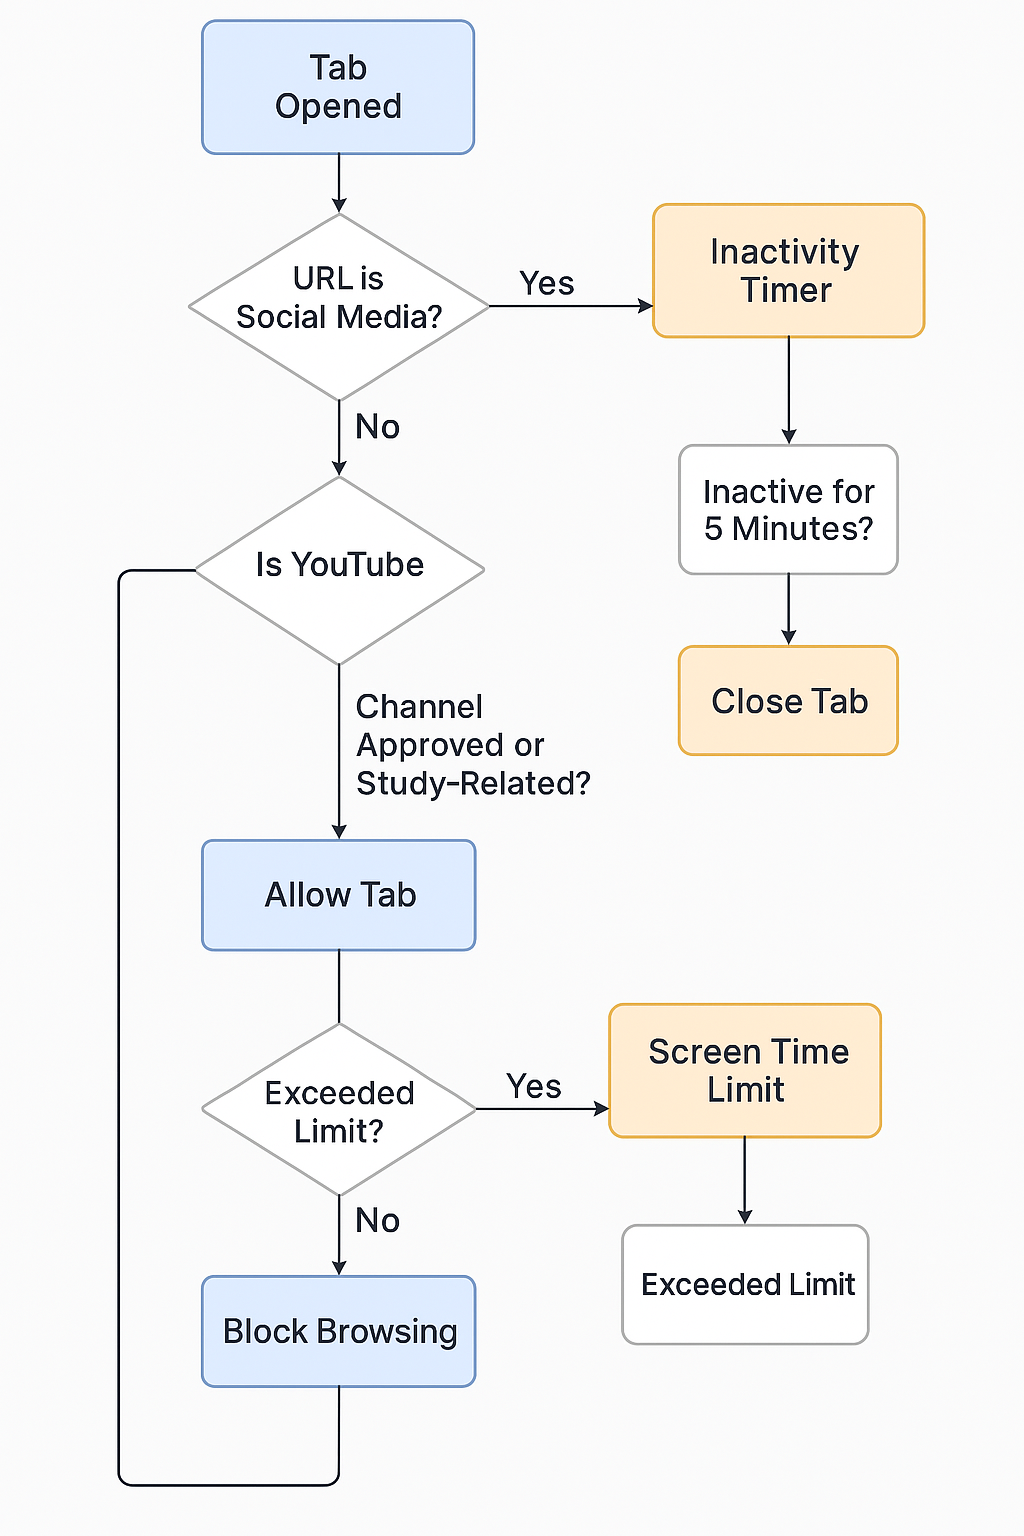 Tab
Opened
URL is
Social Media?
Yes
Inactivity
Timer
No
Inactive for
5 Minutes?
Is YouTube
Close Tab
Channel
Approved or
Study-Related?
Allow Tab
Exceeded
Limit?
Yes
Screen Time
Limit
No
Exceeded Limit
Block Browsing